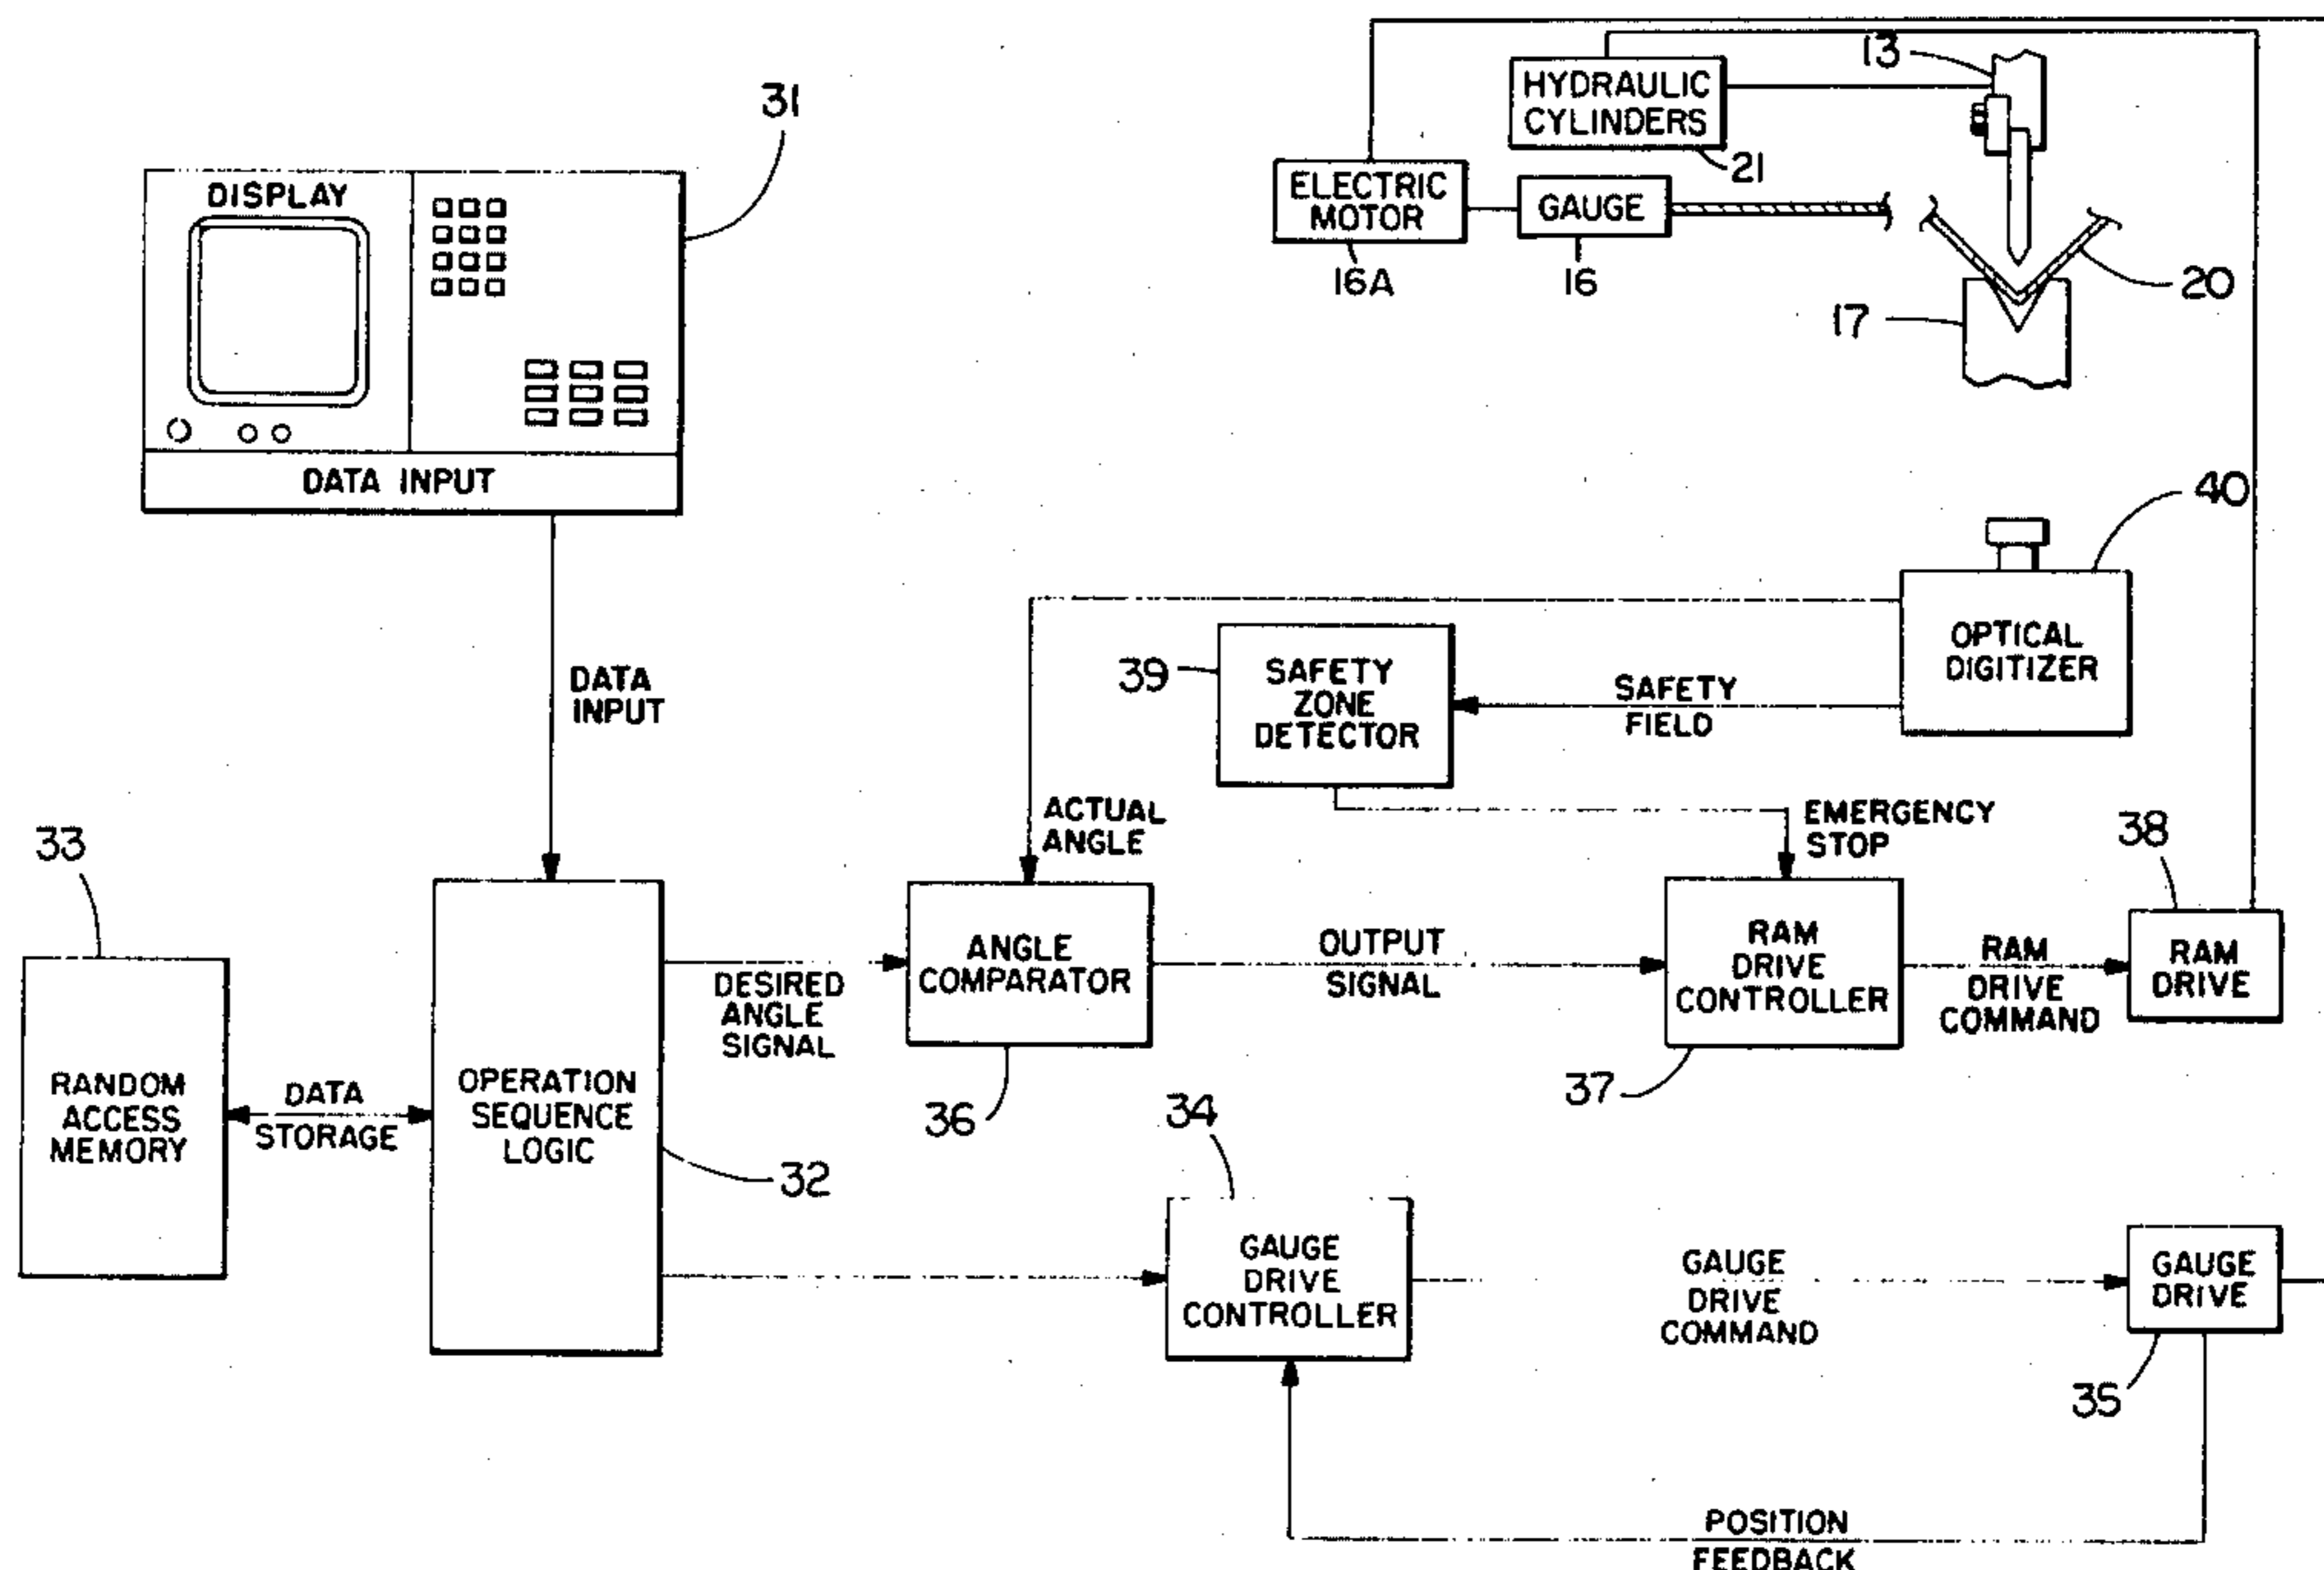 13
HYDRAULIC
CYLINDERS
21
31
DISPLAY
ELECTRIC
MOTOR
16A
GAUGE
16
20
17
DATA INPUT
40
OPTICAL
DIGITIZER
39
SAFETY
ZONE
DETECTOR
SAFETY
FIELD
DATA
INPUT
ACTUAL
ANGLE
EMERGENCY
STOP
38
33
ANGLE
COMPARATOR
36
OUTPUT
SIGNAL
RAM
DRIVE
CONTROLLER
37
RAM
DRIVE
COMMAND
RAM
DRIVE
DESIRED
ANGLE
SIGNAL
RANDOM
ACCESS
MEMORY
DATA
STORAGE
OPERATION
SEQUENCE
LOGIC
32
34
GAUGE
DRIVE
CONTROLLER
GAUGE
DRIVE
COMMAND
GAUGE
DRIVE
35
POSITION
FEEDBACK